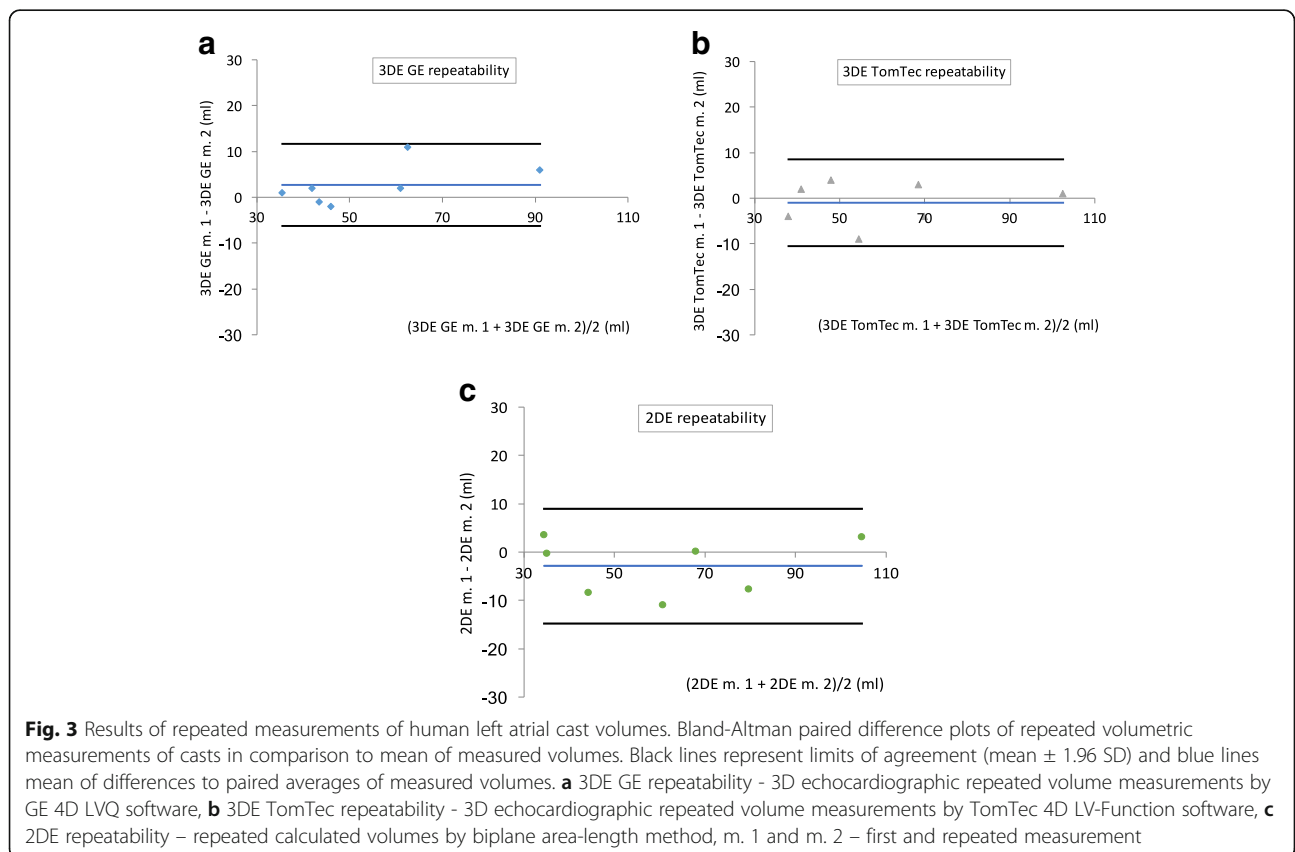 a
3DE GE repeatability
30
20
10
0
-10
-20
-30
30
50
70
90
110
3DE GE m. 1 - 3DE GE m. 2 (ml)
(3DE GE m. 1 + 3DE GE m. 2)/2 (ml)
b
3DE TomTec repeatability
30
20
10
0
-10
-20
-30
30
50
70
90
110
3DE TomTec m. 1 - 3DE TomTec m. 2 (ml)
(3DE TomTec m. 1 + 3DE TomTec m. 2)/2 (ml)
c
2DE repeatability
30
20
10
0
-10
-20
-30
30
50
70
90
110
2DE m. 1 - 2DE m. 2 (ml)
(2DE m. 1 + 2DE m. 2)/2 (ml)
Fig. 3 Results of repeated measurements of human left atrial cast volumes. Bland-Altman paired difference plots of repeated volumetric
measurements of casts in comparison to mean of measured volumes. Black lines represent limits of agreement (mean ± 1.96 SD) and blue lines
mean of differences to paired averages of measured volumes. a 3DE GE repeatability - 3D echocardiographic repeated volume measurements by
GE 4D LVQ software, b 3DE TomTec repeatability - 3D echocardiographic repeated volume measurements by TomTec 4D LV-Function software, c
2DE repeatability – repeated calculated volumes by biplane area-length method, m. 1 and m. 2 – first and repeated measurement